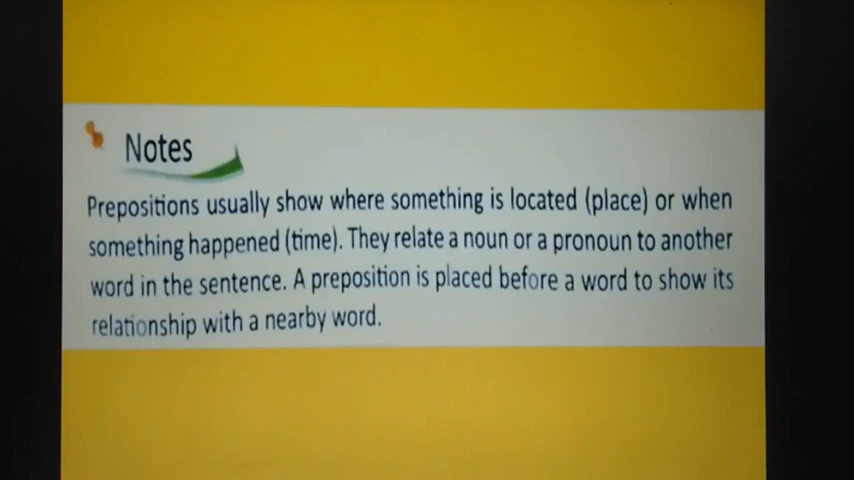 Notes
Prepositions usually show where something is located (place) or when
something happened (time). They relate a noun or a pronoun to another
word in the sentence. A preposition is placed before a word to show its
relationship with a nearby word.